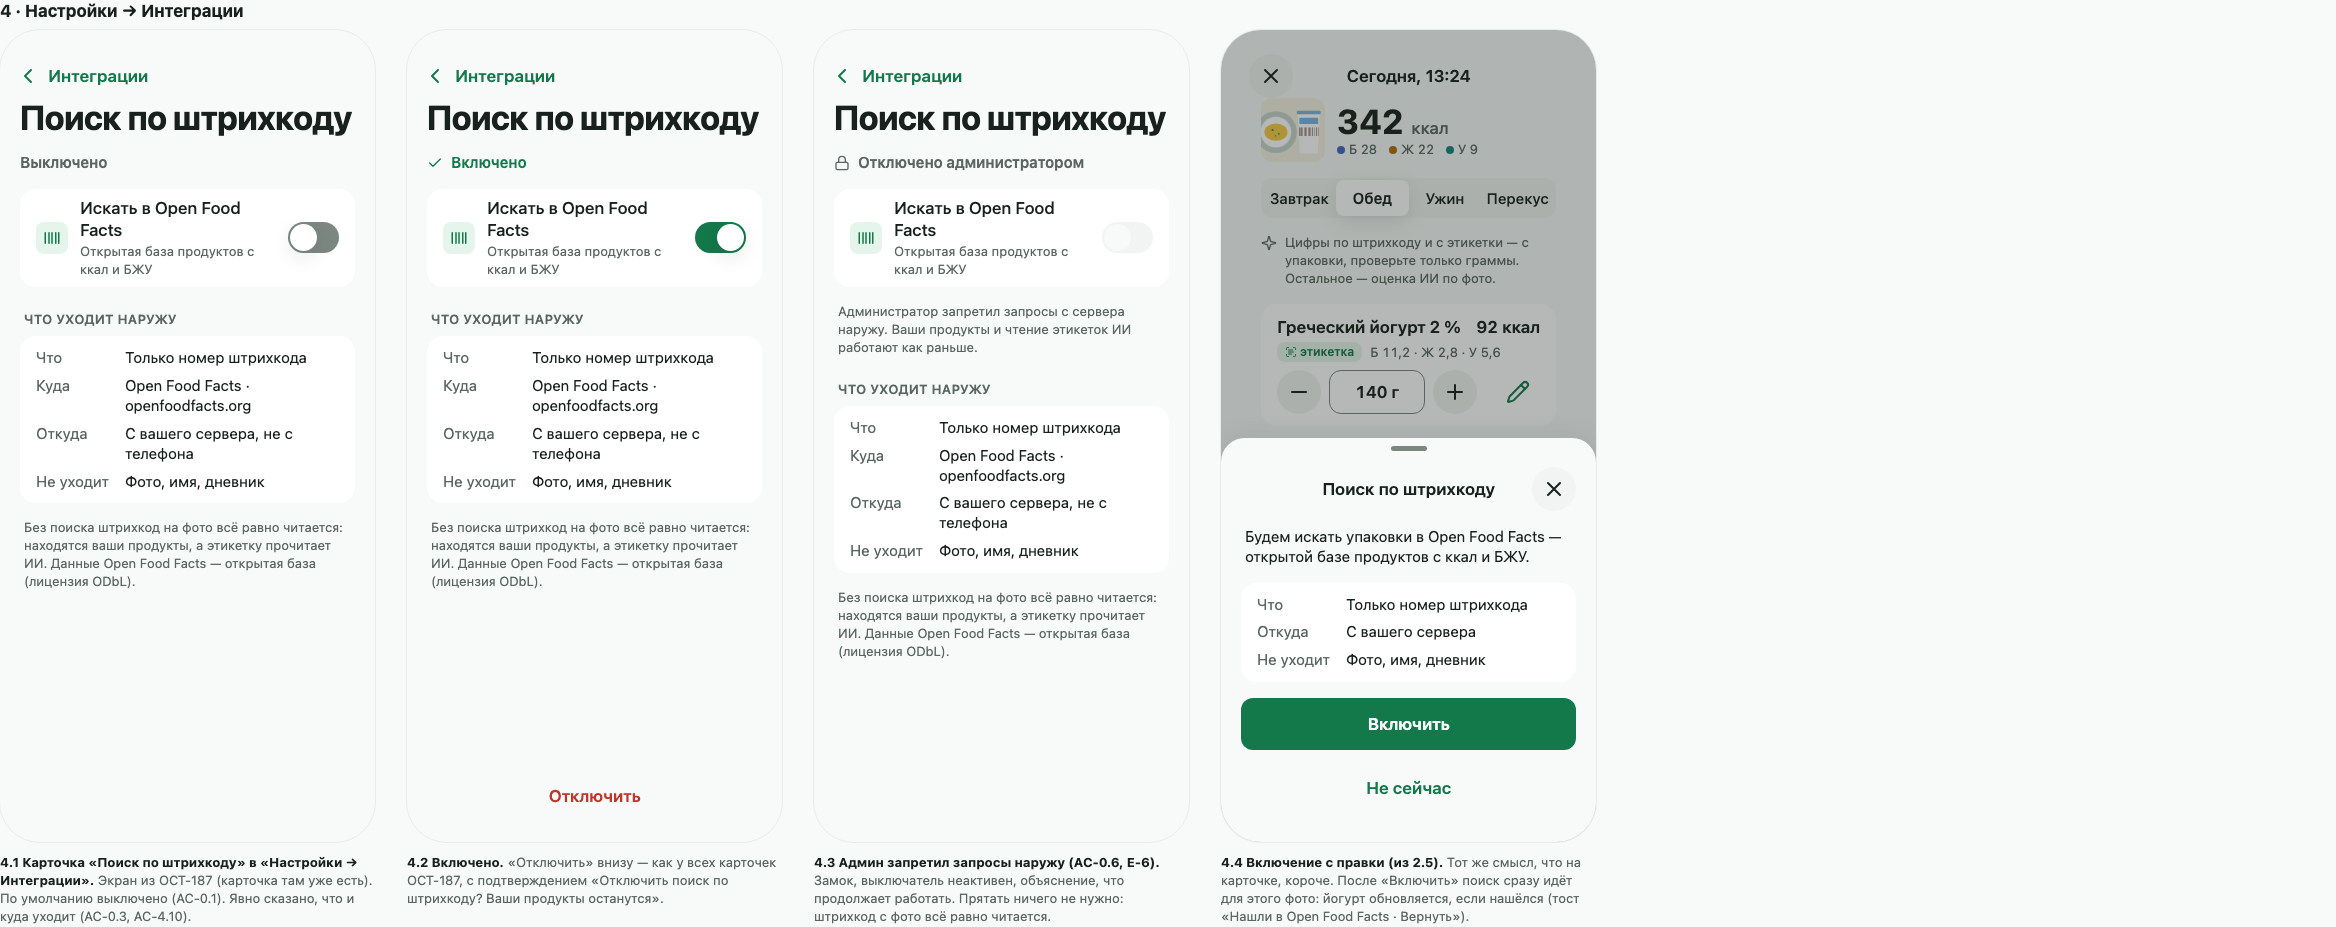 4 · Настройки → Интеграции
Интеграции
Поиск по штрихкоду
Выключено
Искать в Open Food
Facts
Открытая база продуктов с
ккал и БЖУ
ЧТО УХОДИТ НАРУЖУ
Что Только номер штрихкода
Куда Open Food Facts ·
openfoodfacts.org
Откуда С вашего сервера, не с
телефона
Не уходит Фото, имя, дневник
Без поиска штрихкод на фото всё равно читается:
находятся ваши продукты, а этикетку прочитает
ИИ. Данные Open Food Facts — открытая база
(лицензия ODbL).
4.1 Карточка «Поиск по штрихкоду» в «Настройки →
Интеграции». Экран из ОСТ-187 (карточка там уже есть).
По умолчанию выключено (AC-0.1). Явно сказано, что и
куда уходит (AC-0.3, AC-4.10).
Интеграции
Поиск по штрихкоду
Включено
Искать в Open Food
Facts
Открытая база продуктов с
ккал и БЖУ
ЧТО УХОДИТ НАРУЖУ
Что Только номер штрихкода
Куда Open Food Facts ·
openfoodfacts.org
Откуда С вашего сервера, не с
телефона
Не уходит Фото, имя, дневник
Без поиска штрихкод на фото всё равно читается:
находятся ваши продукты, а этикетку прочитает
ИИ. Данные Open Food Facts — открытая база
(лицензия ODbL).
Отключить
4.2 Включено. «Отключить» внизу — как у всех карточек
ОСТ-187, с подтверждением «Отключить поиск по
штрихкоду? Ваши продукты останутся».
Интеграции
Поиск по штрихкоду
Отключено администратором
Искать в Open Food
Facts
Открытая база продуктов с
ккал и БЖУ
Администратор запретил запросы с сервера
наружу. Ваши продукты и чтение этикеток ИИ
работают как раньше.
ЧТО УХОДИТ НАРУЖУ
Что Только номер штрихкода
Куда Open Food Facts ·
openfoodfacts.org
Откуда С вашего сервера, не с
телефона
Не уходит Фото, имя, дневник
Без поиска штрихкод на фото всё равно читается:
находятся ваши продукты, а этикетку прочитает
ИИ. Данные Open Food Facts — открытая база
(лицензия ODbL).
4.3 Админ запретил запросы наружу (AC-0.6, E-6).
Замок, выключатель неактивен, объяснение, что
продолжает работать. Прятать ничего не нужно:
штрихкод с фото всё равно читается.
Сегодня, 13:24
342 ккал
Б 28 Ж 22 У 9
Завтрак Обед Ужин Перекус
Цифры по штрихкоду и с этикетки — с
упаковки, проверьте только граммы.
Остальное — оценка ИИ по фото.
Греческий йогурт 2 % 92 ккал
этикетка Б 11,2 · Ж 2,8 · У 5,6
140 г
Поиск по штрихкоду
Будем искать упаковки в Open Food Facts —
открытой базе продуктов с ккал и БЖУ.
Что Только номер штрихкода
Откуда С вашего сервера
Не уходит Фото, имя, дневник
Включить
Не сейчас
4.4 Включение с правки (из 2.5). Тот же смысл, что на
карточке, короче. После «Включить» поиск сразу идёт
для этого фото: йогурт обновляется, если нашёлся (тост
«Нашли в Open Food Facts · Вернуть»).